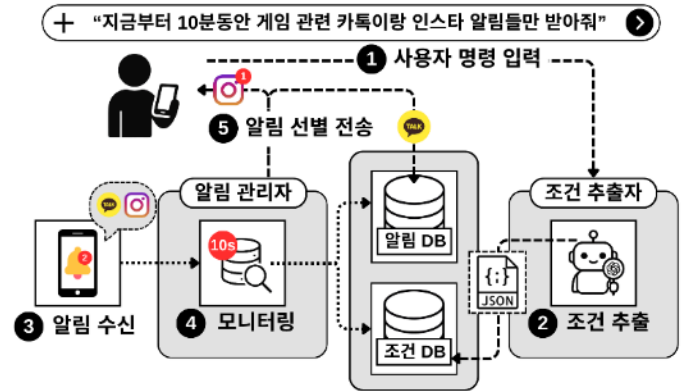 + “지금부터 10분동안 게임 관련 카톡이랑 인스타 알림들만 받아줘”
1 사용자 명령 입력
1
5 알림 선별 전송
TALK
알림 관리자
조건 추출자
TALK
알림 DB
10s
2
{;}
JSON
3 알림 수신
4 모니터링
조건 DB
2 조건 추출